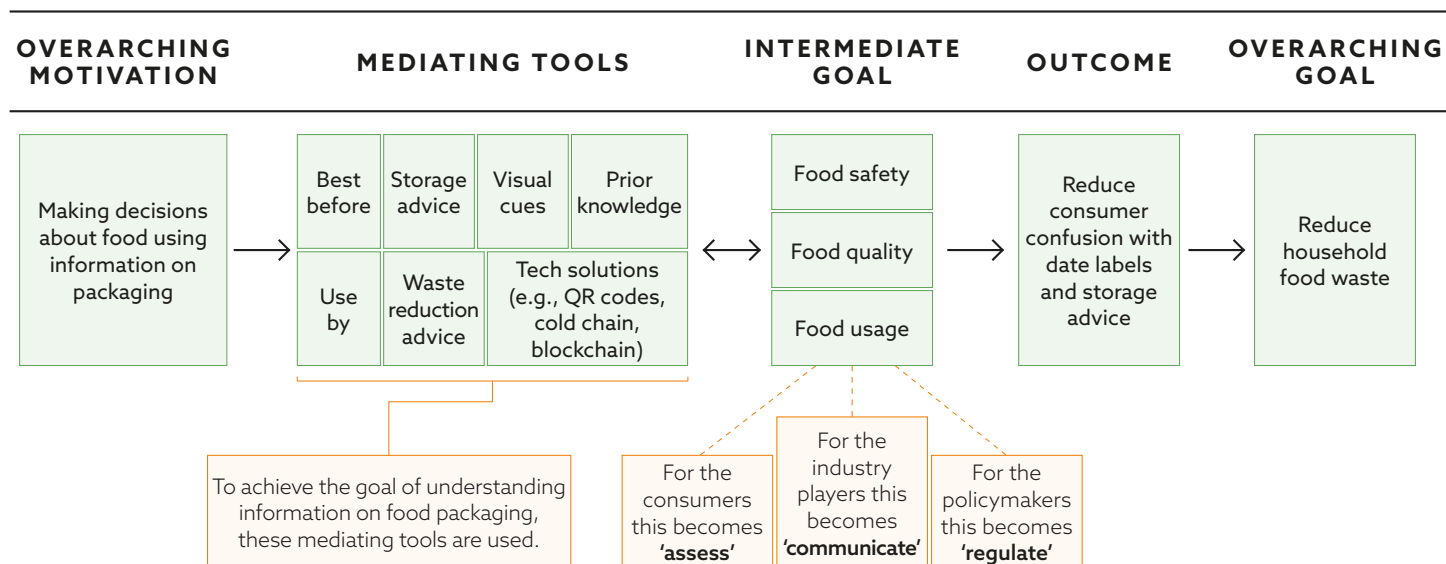 OVERARCHING
MOTIVATION
MEDIATING TOOLS
INTERMEDIATE
GOAL
OUTCOME
OVERARCHING
GOAL
Making decisions
about food using
information on
packaging
Best
before
Storage
advice
Visual
cues
Prior
knowledge
Use
by
Waste
reduction
advice
Tech solutions
(e.g., QR codes,
cold chain,
blockchain)
Food safety
Food quality
Food usage
Reduce
consumer
confusion with
date labels
and storage
advice
Reduce
household
food waste
To achieve the goal of understanding
information on food packaging,
these mediating tools are used.
For the
consumers
this becomes
‘assess’
For the
industry
players this
becomes
‘communicate’
For the
policymakers
this becomes
‘regulate’